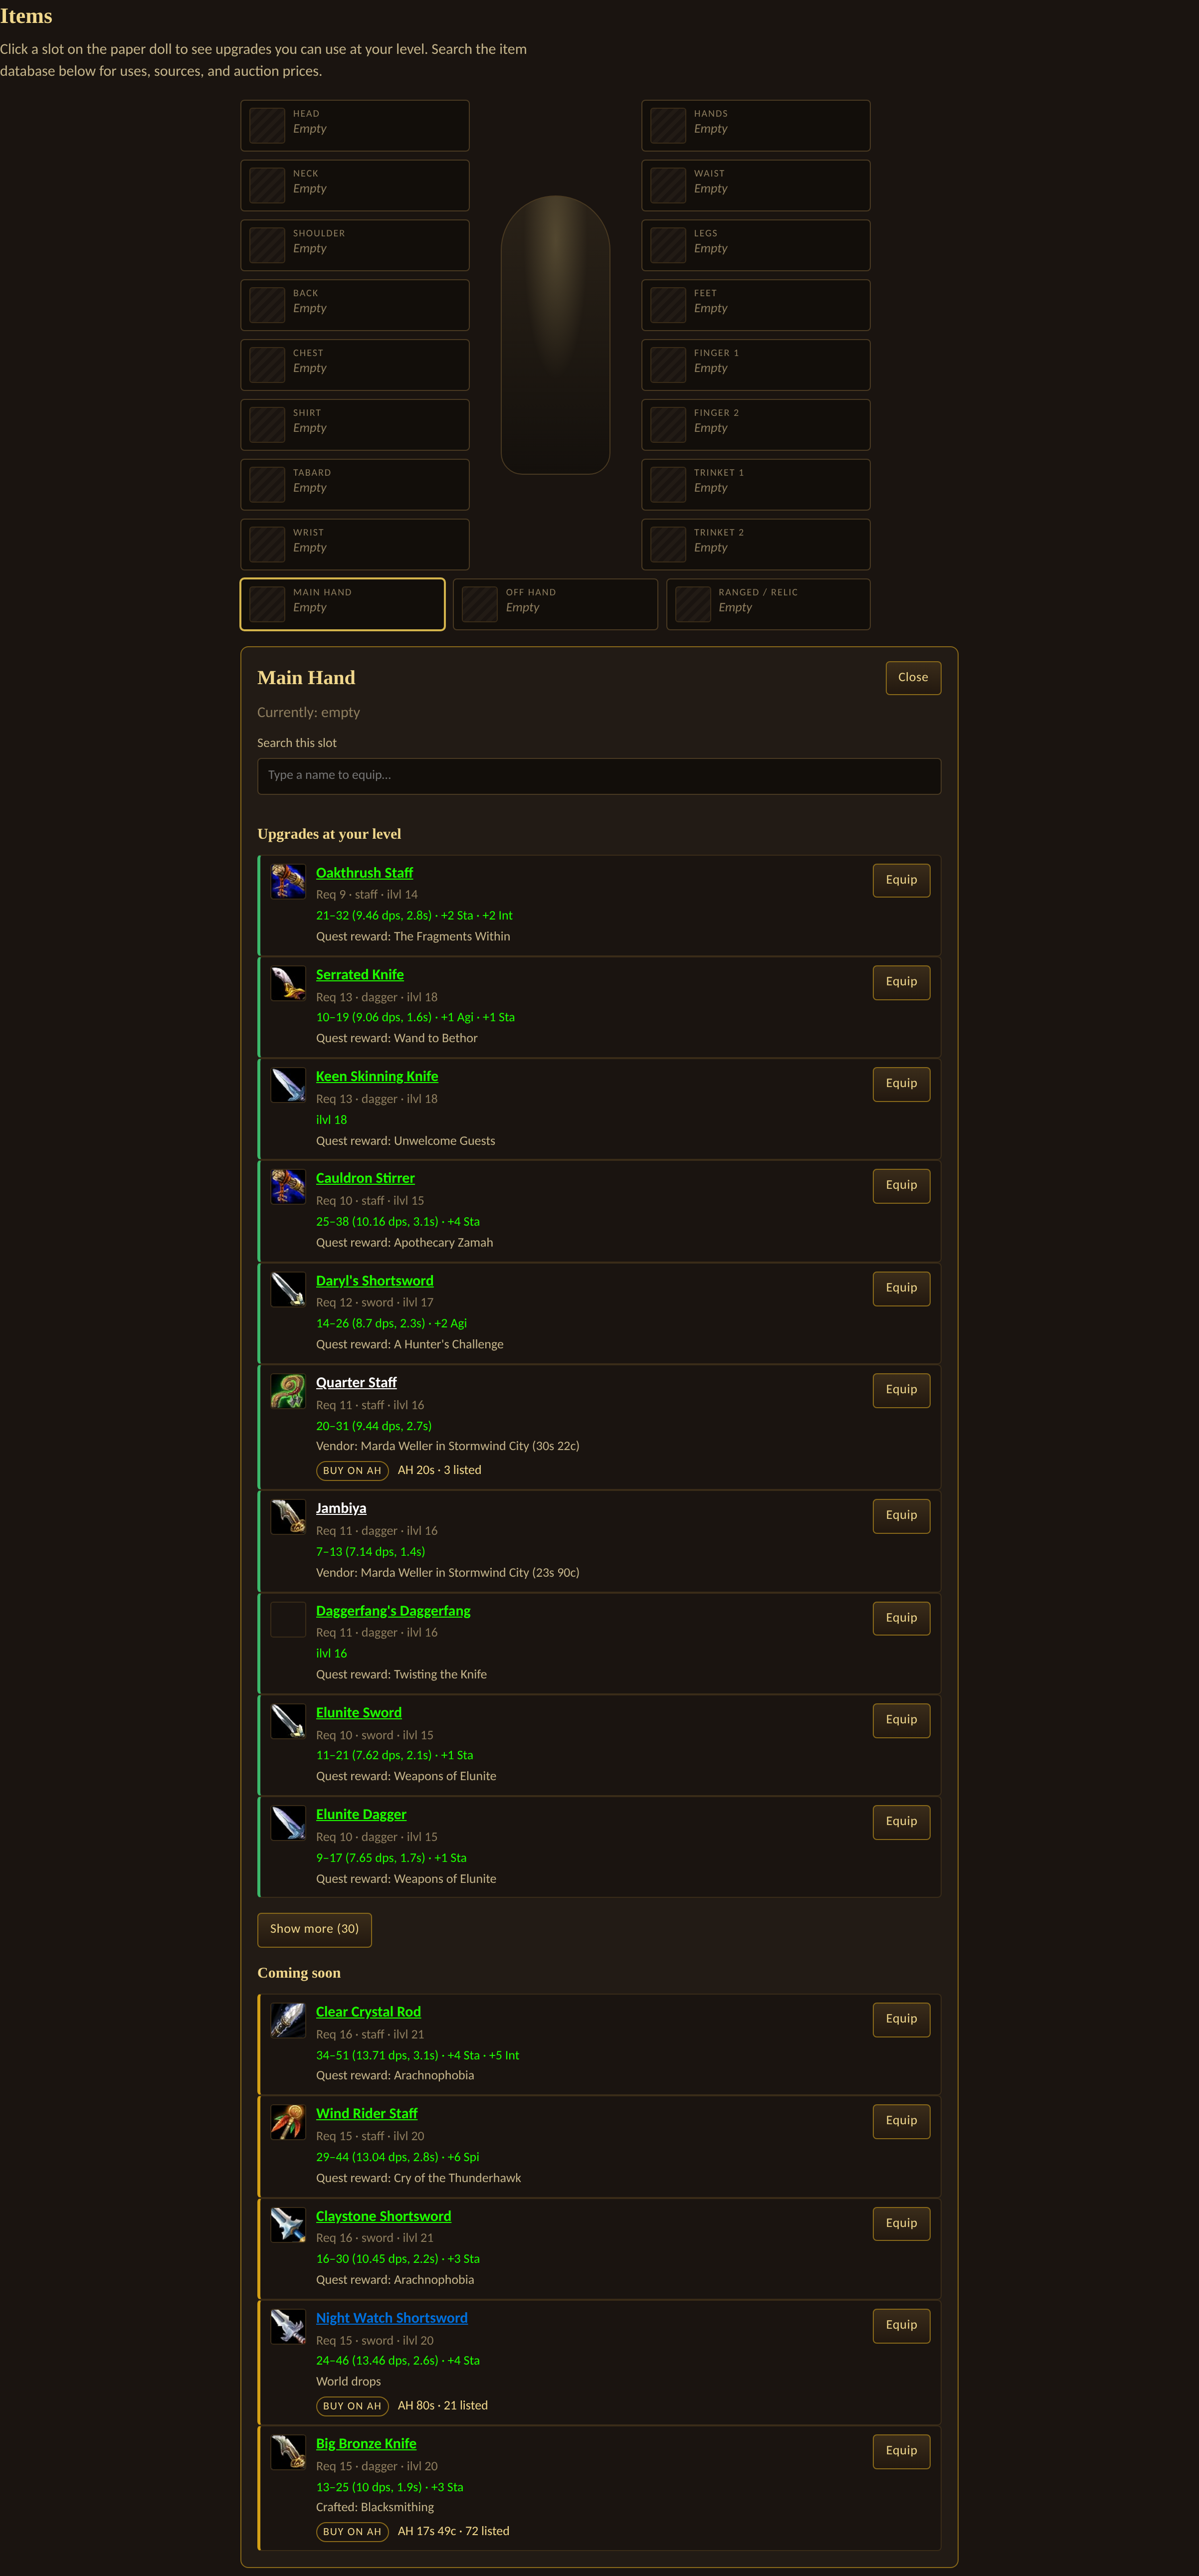 Items
Click a slot on the paper doll to see upgrades you can use at your level. Search the item
database below for uses, sources, and auction prices.
HEAD
Empty
NECK
Empty
SHOULDER
Empty
BACK
Empty
CHEST
Empty
SHIRT
Empty
TABARD
Empty
WRIST
Empty
HANDS
Empty
WAIST
Empty
LEGS
Empty
FEET
Empty
FINGER 1
Empty
FINGER 2
Empty
TRINKET 1
Empty
TRINKET 2
Empty
MAIN HAND
Empty
OFF HAND
Empty
RANGED / RELIC
Empty
Main Hand
Close
Currently: empty
Search this slot
Type a name to equip...
Upgrades at your level
Oakthrush Staff
Equip
Req 9 · staff · ilvl 14
21–32 (9.46 dps, 2.8s) · +2 Sta · +2 Int
Quest reward: The Fragments Within
Serrated Knife
Equip
Req 13 · dagger · ilvl 18
10–19 (9.06 dps, 1.6s) · +1 Agi · +1 Sta
Quest reward: Wand to Bethor
Keen Skinning Knife
Equip
Req 13 · dagger · ilvl 18
ilvl 18
Quest reward: Unwelcome Guests
Cauldron Stirrer
Equip
Req 10 · staff · ilvl 15
25–38 (10.16 dps, 3.1s) · +4 Sta
Quest reward: Apothecary Zamah
Daryl's Shortsword
Equip
Req 12 · sword · ilvl 17
14–26 (8.7 dps, 2.3s) · +2 Agi
Quest reward: A Hunter's Challenge
Quarter Staff
Equip
Req 11 · staff · ilvl 16
20–31 (9.44 dps, 2.7s)
Vendor: Marda Weller in Stormwind City (30s 22c)
BUY ON AH AH 20s · 3 listed
Jambiya
Equip
Req 11 · dagger · ilvl 16
7–13 (7.14 dps, 1.4s)
Vendor: Marda Weller in Stormwind City (23s 90c)
Daggerfang's Daggerfang
Equip
Req 11 · dagger · ilvl 16
ilvl 16
Quest reward: Twisting the Knife
Elunite Sword
Equip
Req 10 · sword · ilvl 15
11–21 (7.62 dps, 2.1s) · +1 Sta
Quest reward: Weapons of Elunite
Elunite Dagger
Equip
Req 10 · dagger · ilvl 15
9–17 (7.65 dps, 1.7s) · +1 Sta
Quest reward: Weapons of Elunite
Show more (30)
Coming soon
Clear Crystal Rod
Equip
Req 16 · staff · ilvl 21
34–51 (13.71 dps, 3.1s) · +4 Sta · +5 Int
Quest reward: Arachnophobia
Wind Rider Staff
Equip
Req 15 · staff · ilvl 20
29–44 (13.04 dps, 2.8s) · +6 Spi
Quest reward: Cry of the Thunderhawk
Claystone Shortsword
Equip
Req 16 · sword · ilvl 21
16–30 (10.45 dps, 2.2s) · +3 Sta
Quest reward: Arachnophobia
Night Watch Shortsword
Equip
Req 15 · sword · ilvl 20
24–46 (13.46 dps, 2.6s) · +4 Sta
World drops
BUY ON AH AH 80s · 21 listed
Big Bronze Knife
Equip
Req 15 · dagger · ilvl 20
13–25 (10 dps, 1.9s) · +3 Sta
Crafted: Blacksmithing
BUY ON AH AH 17s 49c · 72 listed